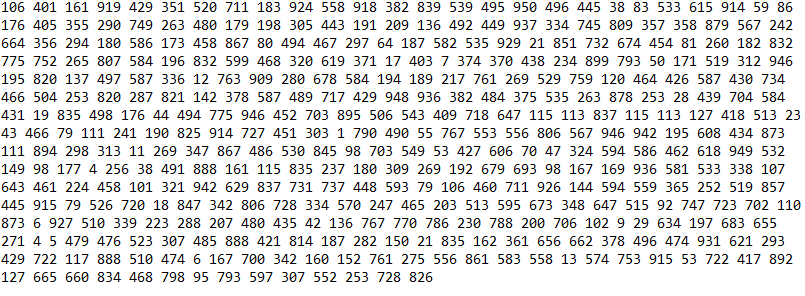 106 401 161 919 429 351 520 711 183 924 558 918 382 839 539 495 950 496 445 38 83 533 615 914 59 86
176 405 355 290 749 263 480 179 198 305 443 191 209 136 492 449 937 334 745 809 357 358 879 567 242
664 356 294 180 586 173 458 867 80 494 467 297 64 187 582 535 929 21 851 732 674 454 81 260 182 832
775 752 265 807 584 196 832 599 468 320 619 371 17 403 7 374 370 438 234 899 793 50 171 519 312 946
195 820 137 497 587 336 12 763 909 280 678 584 194 189 217 761 269 529 759 120 464 426 587 430 734
466 504 253 820 287 821 142 378 587 489 717 429 948 936 382 484 375 535 263 878 253 28 439 704 584
431 19 835 498 176 44 494 775 946 452 703 895 506 543 409 718 647 115 113 837 115 113 127 418 513 23
43 466 79 111 241 190 825 914 727 451 303 1 790 490 55 767 553 556 806 567 946 942 195 608 434 873
111 894 298 313 11 269 347 867 486 530 845 98 703 549 53 427 606 70 47 324 594 586 462 618 949 532
149 98 177 4 256 38 491 888 161 115 835 237 180 309 269 192 679 693 98 167 169 936 581 533 338 107
643 461 224 458 101 321 942 629 837 731 737 448 593 79 106 460 711 926 144 594 559 365 252 519 857
445 915 79 526 720 18 847 342 806 728 334 570 247 465 203 513 595 673 348 647 515 92 747 723 702 110
873 6 927 510 339 223 288 207 480 435 42 136 767 770 786 230 788 200 706 102 9 29 634 197 683 655
271 4 5 479 476 523 307 485 888 421 814 187 282 150 21 835 162 361 656 662 378 496 474 931 621 293
429 722 117 888 510 474 6 167 700 342 160 152 761 275 556 861 583 558 13 574 753 915 53 722 417 892
127 665 660 834 468 798 95 793 597 307 552 253 728 826